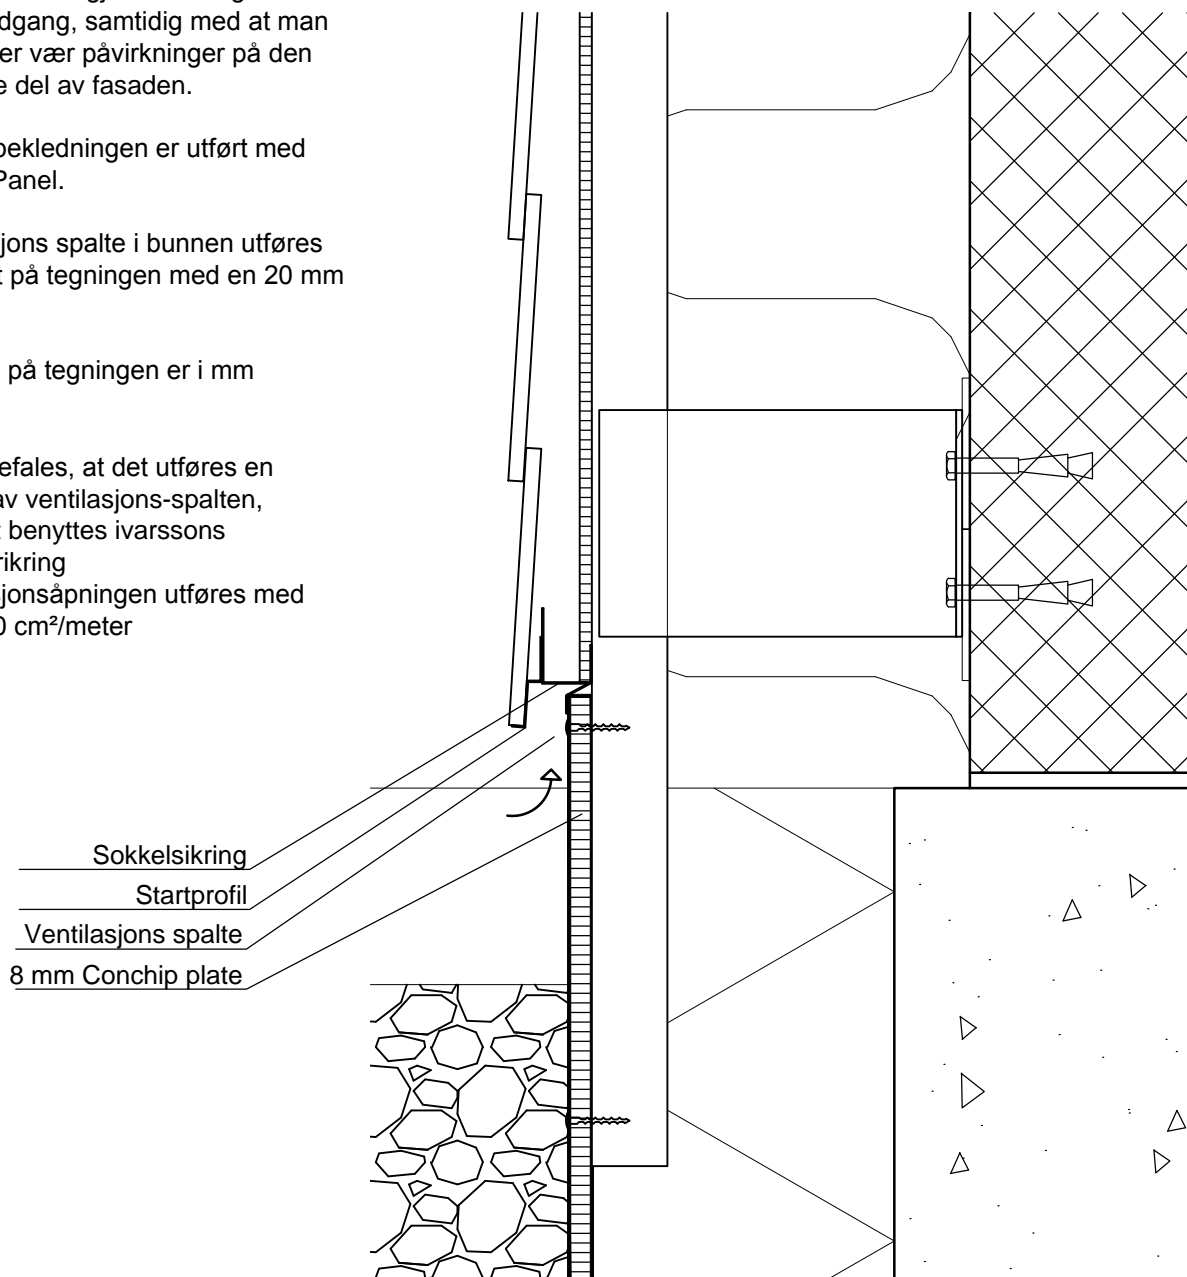 dgang, samtidig med at man
er vær påvirkninger på den
e del av fasaden.
bekledningen er utført med
Panel.
jons spalte i bunnen utføres
t på tegningen med en 20 mm
på tegningen er i mm
efales, at det utføres en
av ventilasjons-spalten,
t benyttes ivarssons
rikring
sjonsåpningen utføres med
0 cm²/meter
Sokkelsikring
Startprofil
Ventilasjons spalte
8 mm Conchip plate